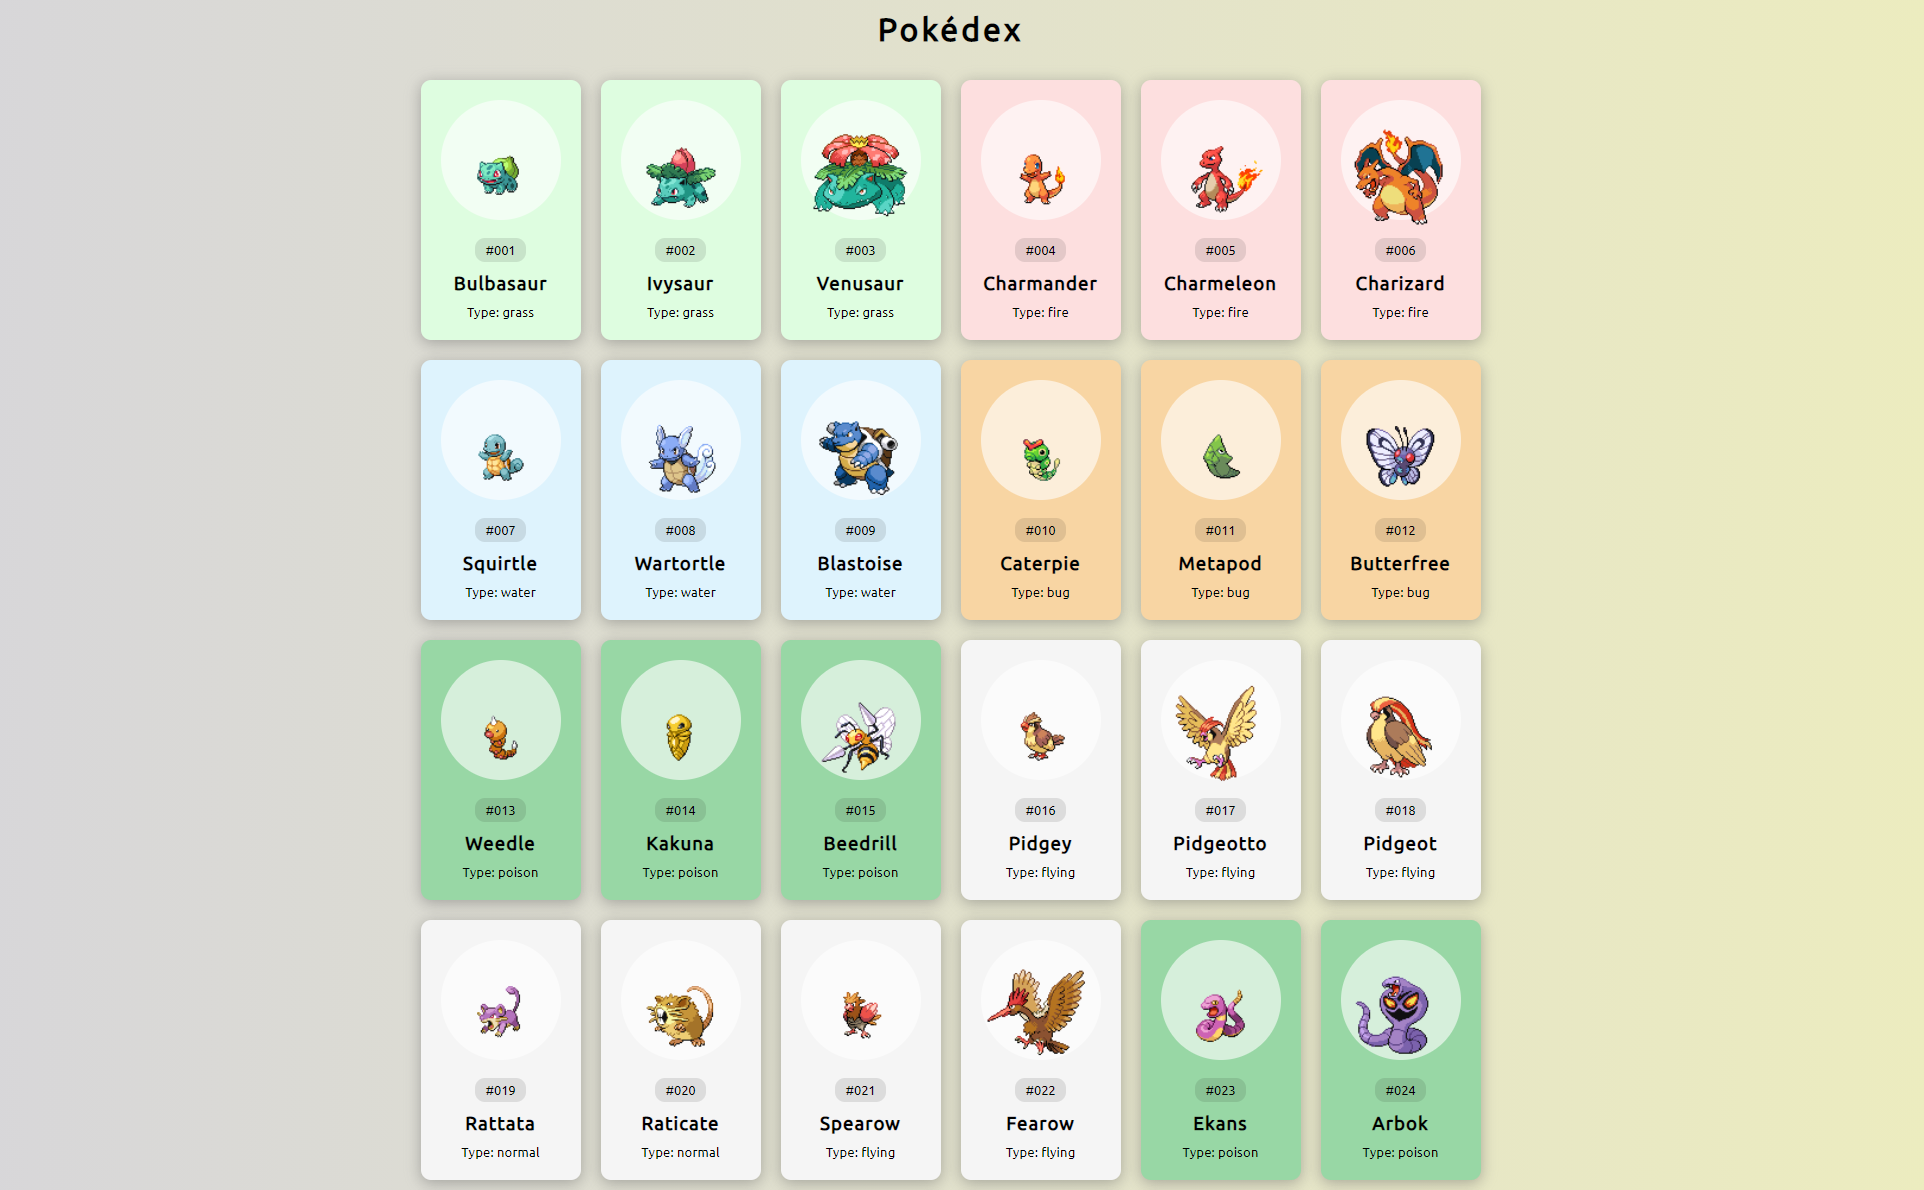 Pokédex
#001
Bulbasaur
Type: grass
#002
Ivysaur
Type: grass
#003
Venusaur
Type: grass
#004
Charmander
Type: fire
#005
Charmeleon
Type: fire
#006
Charizard
Type: fire
#007
Squirtle
Type: water
#008
Wartortle
Type: water
#009
Blastoise
Type: water
#010
Caterpie
Type: bug
#011
Metapod
Type: bug
#012
Butterfree
Type: bug
#013
Weedle
Type: poison
#014
Kakuna
Type: poison
#015
Beedrill
Type: poison
#016
Pidgey
Type: flying
#017
Pidgeotto
Type: flying
#018
Pidgeot
Type: flying
#019
Rattata
Type: normal
#020
Raticate
Type: normal
#021
Spearow
Type: flying
#022
Fearow
Type: flying
#023
Ekans
Type: poison
#024
Arbok
Type: poison